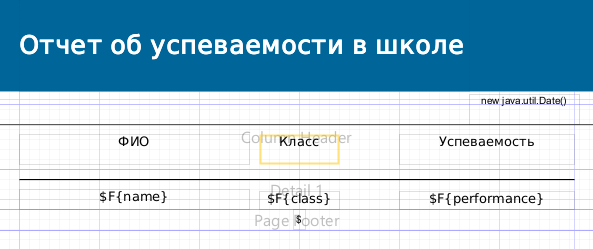 Отчет об успеваемости в школе
new java.util.Date()
Column Header
ФИО Класс Успеваемость
Detail 1
$F{name} $F{class} $F{performance}
Page Footer
$